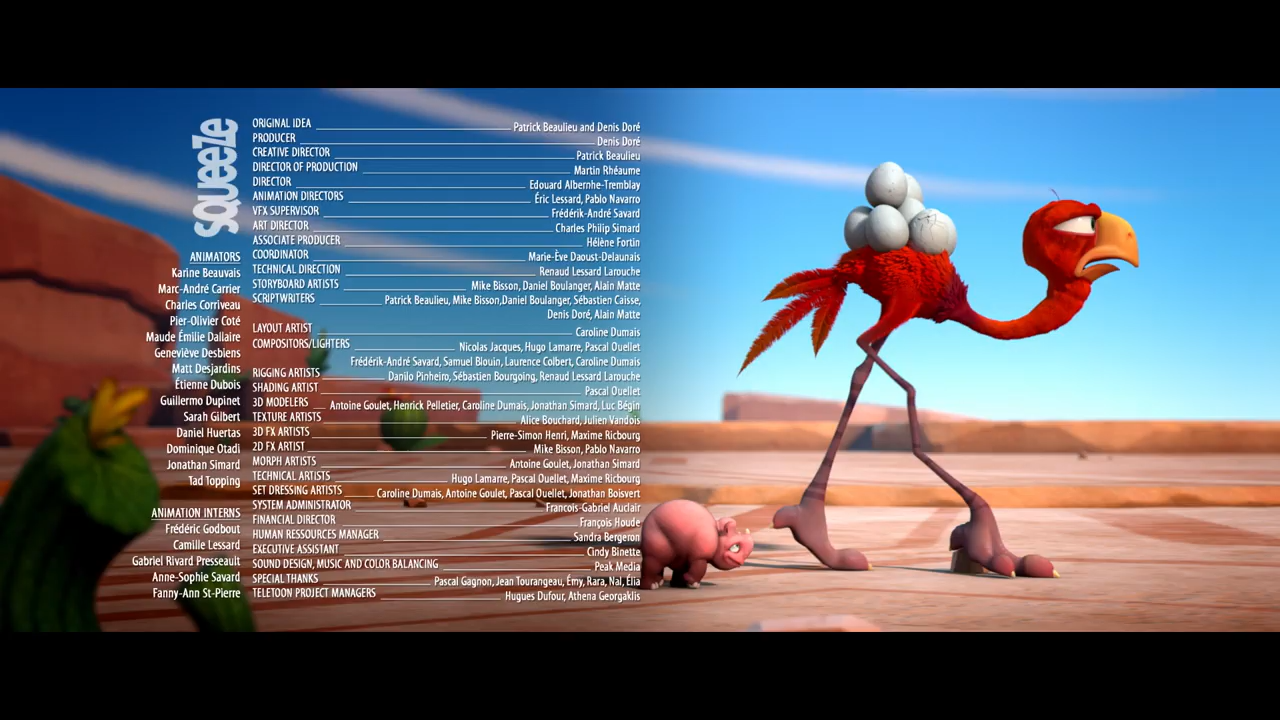 squeeze
ANIMATORS
Karine Beauvais
Marc-André Carrier
Charles Corriveau
Pier-Olivier Coté
Maude Émilie Dallaire
Geneviève Desbiens
Matt Desjardins
Étienne Dubois
Guillermo Dupinet
Sarah Gilbert
Daniel Huertas
Dominique Otadi
Jonathan Simard
Tad Topping
ANIMATION INTERNS
Frédéric Godbout
Camille Lessard
Gabriel Rivard Presseault
Anne-Sophie Savard
Fanny-Ann St-Pierre
ORIGINAL IDEA Patrick Beaulieu and Denis Doré
PRODUCER Denis Doré
CREATIVE DIRECTOR Patrick Beaulieu
DIRECTOR OF PRODUCTION Martin Rhéaume
DIRECTOR Edouard Albernhe-Tremblay
ANIMATION DIRECTORS Éric Lessard, Pablo Navarro
VFX SUPERVISOR Frédérik-André Savard
ART DIRECTOR Charles Philip Simard
ASSOCIATE PRODUCER Hélène Fortin
COORDINATOR Marie-Ève Daoust-Delaunais
TECHNICAL DIRECTION Renaud Lessard Larouche
STORYBOARD ARTISTS Mike Bisson, Daniel Boulanger, Alain Matte
SCRIPTWRITERS Patrick Beaulieu, Mike Bisson,Daniel Boulanger, Sébastien Caisse,
Denis Doré, Alain Matte
LAYOUT ARTIST Caroline Dumais
COMPOSITORS/LIGHTERS Nicolas Jacques, Hugo Lamarre, Pascal Ouellet
Frédérik-André Savard, Samuel Blouin, Laurence Colbert, Caroline Dumais
RIGGING ARTISTS Danilo Pinheiro, Sébastien Bourgoing, Renaud Lessard Larouche
SHADING ARTIST Pascal Ouellet
3D MODELERS Antoine Goulet, Henrick Pelletier, Caroline Dumais, Jonathan Simard, Luc Bégin
TEXTURE ARTISTS Alice Bouchard, Julien Vandois
3D FX ARTISTS Pierre-Simon Henri, Maxime Ricbourg
2D FX ARTIST Mike Bisson, Pablo Navarro
MORPH ARTISTS Antoine Goulet, Jonathan Simard
TECHNICAL ARTISTS Hugo Lamarre, Pascal Ouellet, Maxime Ricbourg
SET DRESSING ARTISTS Caroline Dumais, Antoine Goulet, Pascal Ouellet, Jonathan Boisvert
SYSTEM ADMINISTRATOR Francois-Gabriel Auclair
FINANCIAL DIRECTOR François Houde
HUMAN RESSOURCES MANAGER Sandra Bergeron
EXECUTIVE ASSISTANT Cindy Binette
SOUND DESIGN, MUSIC AND COLOR BALANCING Peak Media
SPECIAL THANKS Pascal Gagnon, Jean Tourangeau, Émy, Rara, Nal, Élia
TELETOON PROJECT MANAGERS Hugues Dufour, Athena Georgaklis